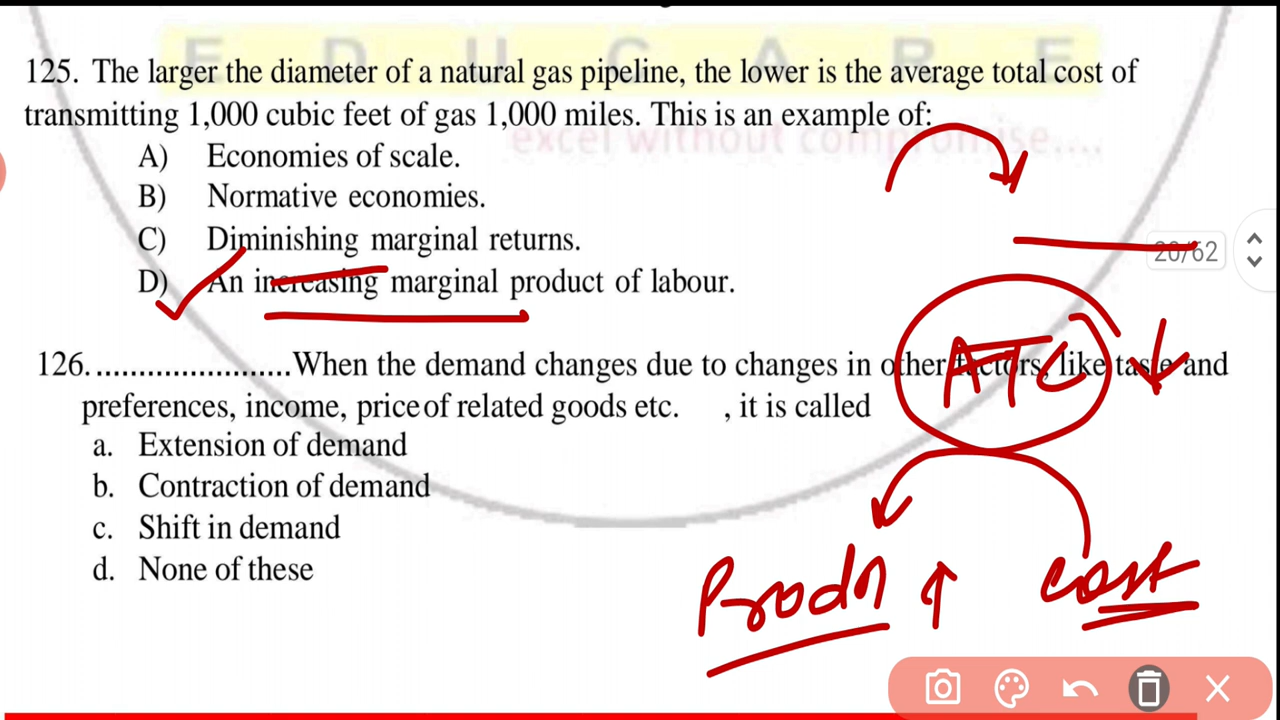 E D U C A R E
125. The larger the diameter of a natural gas pipeline, the lower is the average total cost of
transmitting 1,000 cubic feet of gas 1,000 miles. This is an example of:
excel without compromise....
A) Economies of scale.
B) Normative economies.
C) Diminishing marginal returns.
20/62
D) An increasing marginal product of labour.
126. ....................... When the demand changes due to changes in other factors, like taste and
ATC
preferences, income, price of related goods etc. , it is called
a. Extension of demand
b. Contraction of demand
c. Shift in demand
d. None of these
Prodn ↑ cost